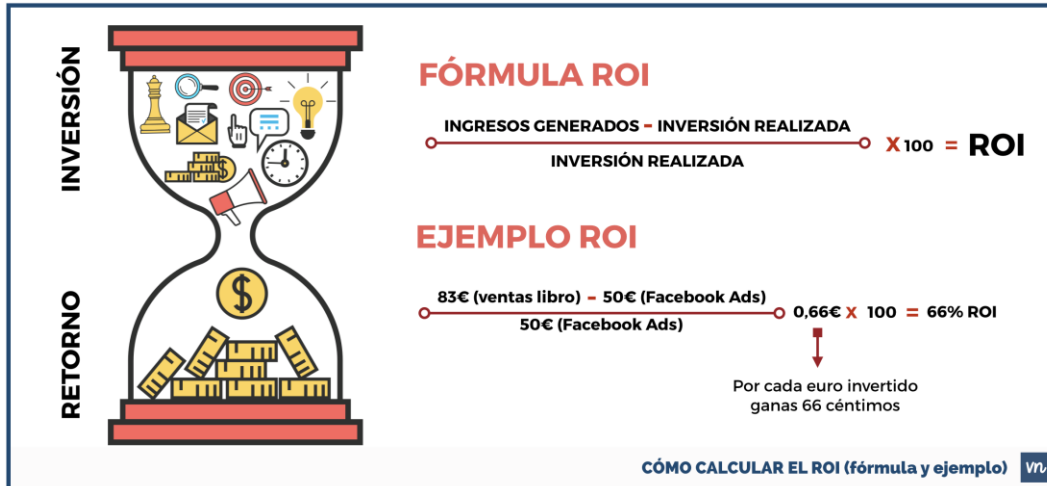 INVERSIÓN
RETORNO
FÓRMULA ROI
INGRESOS GENERADOS - INVERSIÓN REALIZADA
INVERSIÓN REALIZADA
X 100 = ROI
EJEMPLO ROI
83€ (ventas libro) - 50€ (Facebook Ads)
50€ (Facebook Ads)
0,66€ x 100 = 66% ROI
Por cada euro invertido
ganas 66 céntimos
CÓMO CALCULAR EL ROI (fórmula y ejemplo)
vn